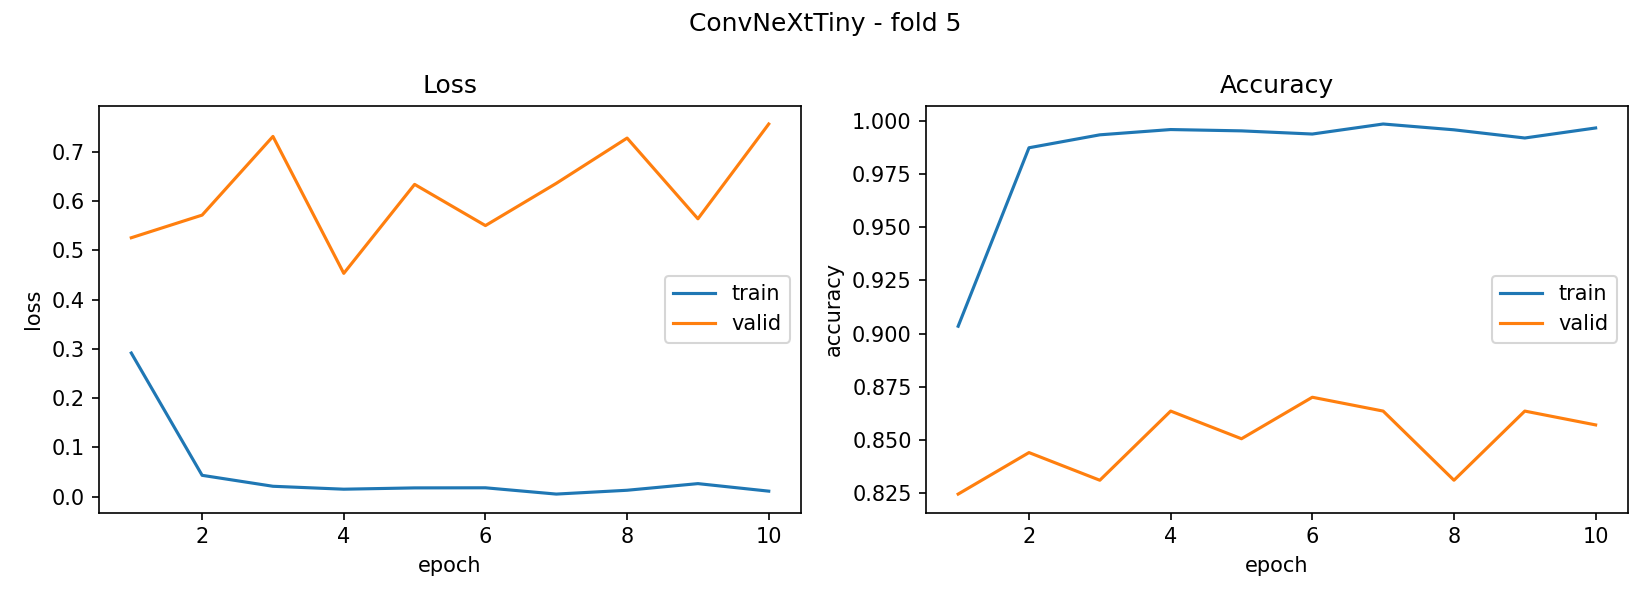 ConvNeXtTiny - fold 5
Loss
0.7
0.6
0.5
0.4
0.3
0.2
0.1
0.0
loss
train
valid
2 4 6 8 10
epoch
Accuracy
1.000
0.975
0.950
0.925
0.900
0.875
0.850
0.825
accuracy
train
valid
2 4 6 8 10
epoch